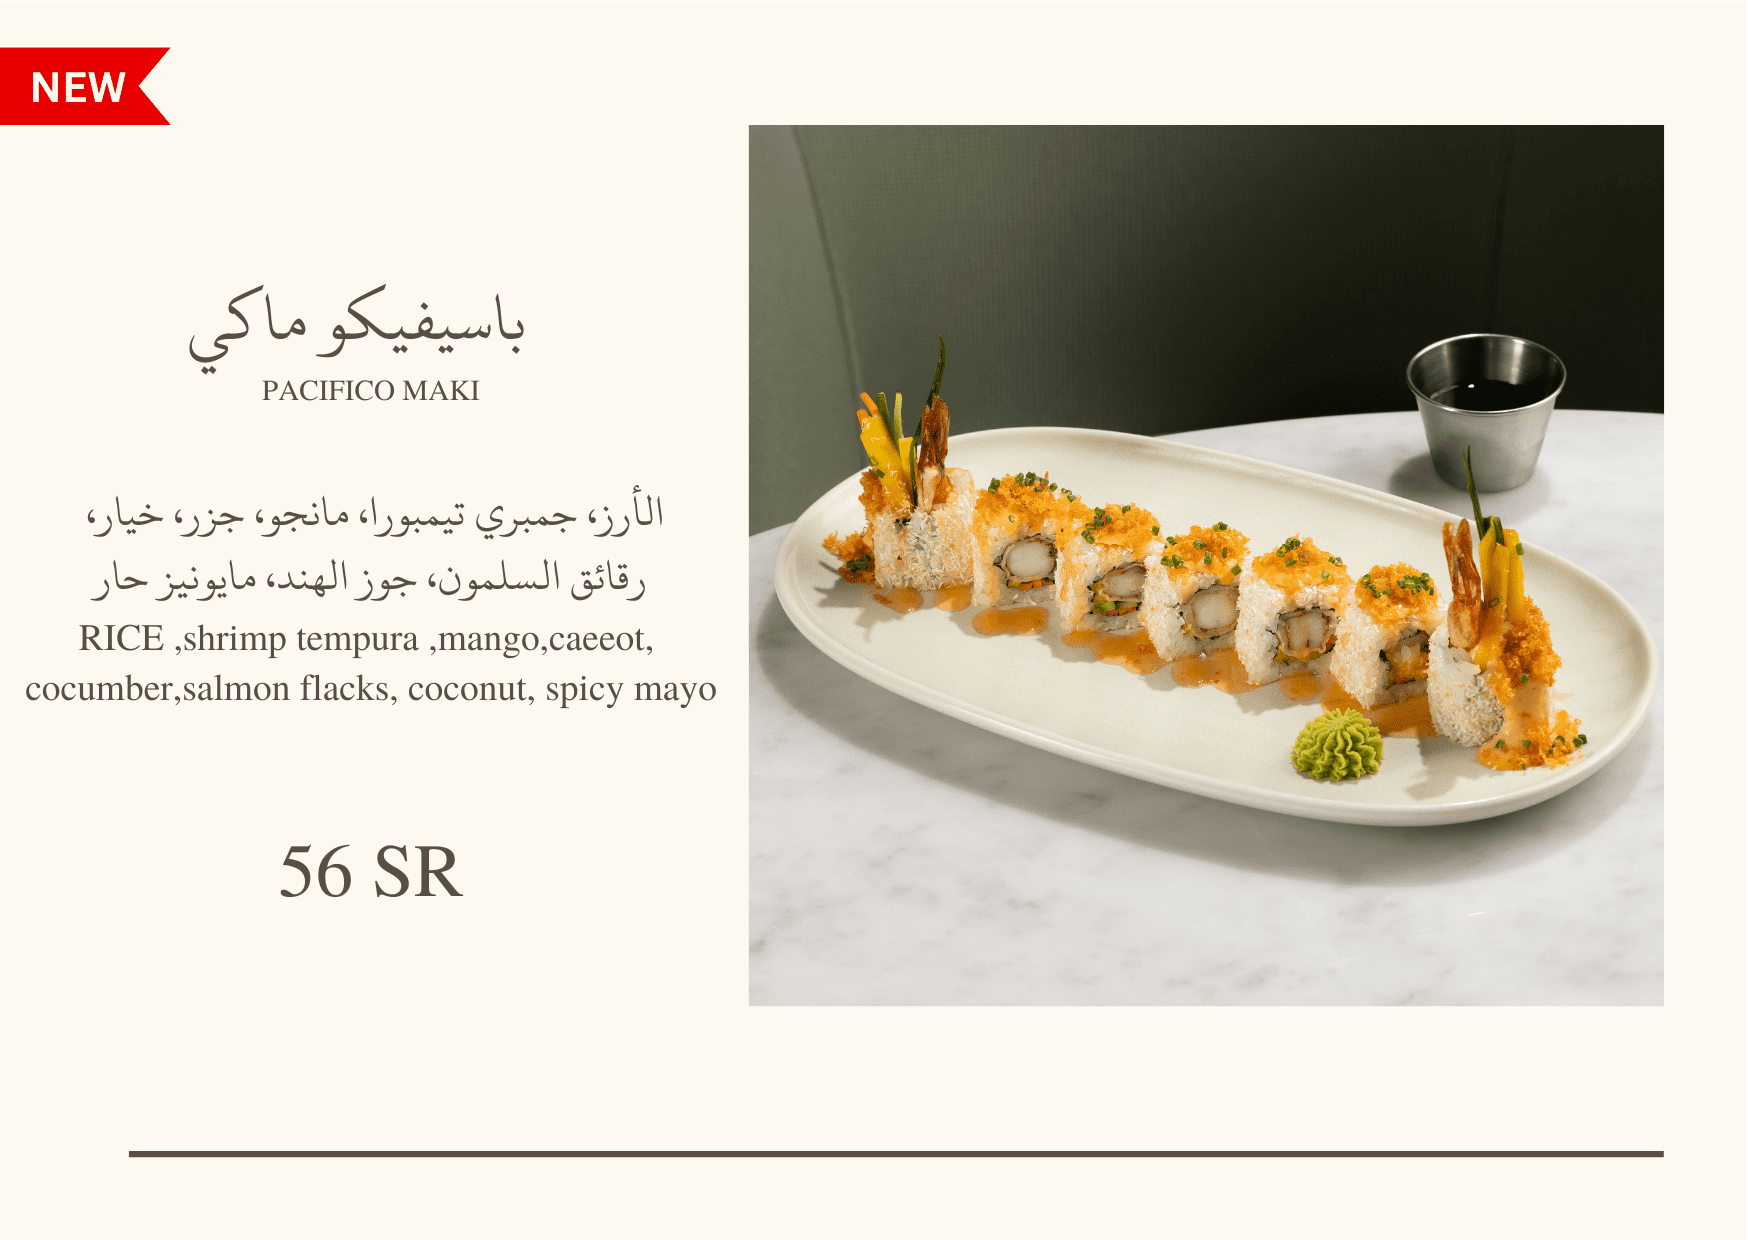 NEW
باسيفيكو ماكي
PACIFICO MAKI
الأرز، جمبري تيمبورا، مانجو، جزر، خيار،
رقائق السلمون، جوز الهند، مايونيز حار
RICE ,shrimp tempura ,mango,caeeot,
cocumber,salmon flacks, coconut, spicy mayo
56 SR